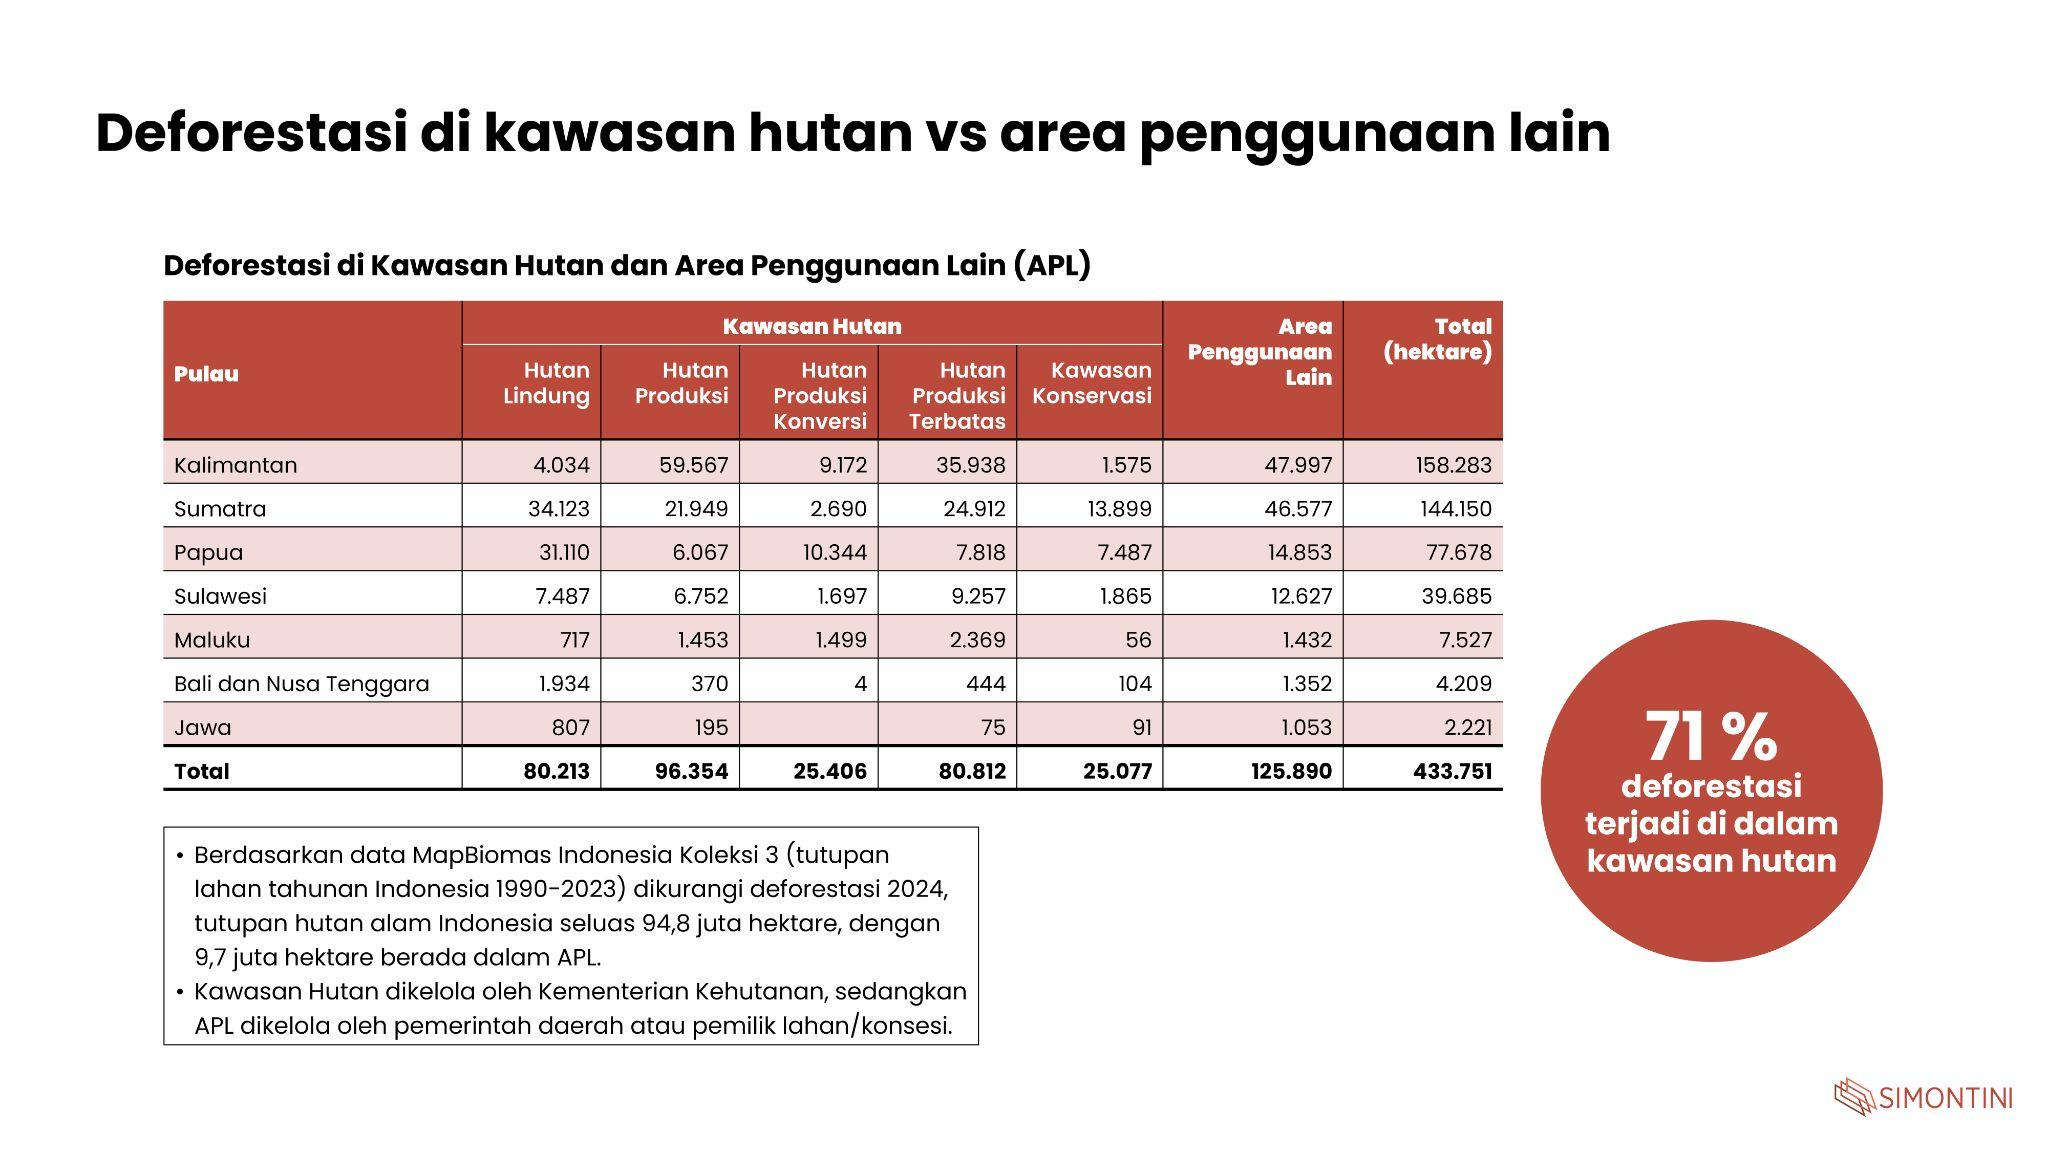 Deforestasi di kawasan hutan vs area penggunaan lain
Deforestasi di Kawasan Hutan dan Area Penggunaan Lain (APL)
Pulau
Kawasan Hutan
Area Penggunaan Lain
Total (hektare)
Hutan Lindung
Hutan Produksi
Hutan Produksi Konversi
Hutan Produksi Terbatas
Kawasan Konservasi
Kalimantan 4.034 59.567 9.172 35.938 1.575 47.997 158.283
Sumatra 34.123 21.949 2.690 24.912 13.899 46.577 144.150
Papua 31.110 6.067 10.344 7.818 7.487 14.853 77.678
Sulawesi 7.487 6.752 1.697 9.257 1.865 12.627 39.685
Maluku 717 1.453 1.499 2.369 56 1.432 7.527
Bali dan Nusa Tenggara 1.934 370 4 444 104 1.352 4.209
Jawa 807 195 75 91 1.053 2.221
Total 80.213 96.354 25.406 80.812 25.077 125.890 433.751
• Berdasarkan data MapBiomas Indonesia Koleksi 3 (tutupan
lahan tahunan Indonesia 1990-2023) dikurangi deforestasi 2024,
tutupan hutan alam Indonesia seluas 94,8 juta hektare, dengan
9,7 juta hektare berada dalam APL.
• Kawasan Hutan dikelola oleh Kementerian Kehutanan, sedangkan
APL dikelola oleh pemerintah daerah atau pemilik lahan/konsesi.
71 %
deforestasi
terjadi di dalam
kawasan hutan
SIMONTINI